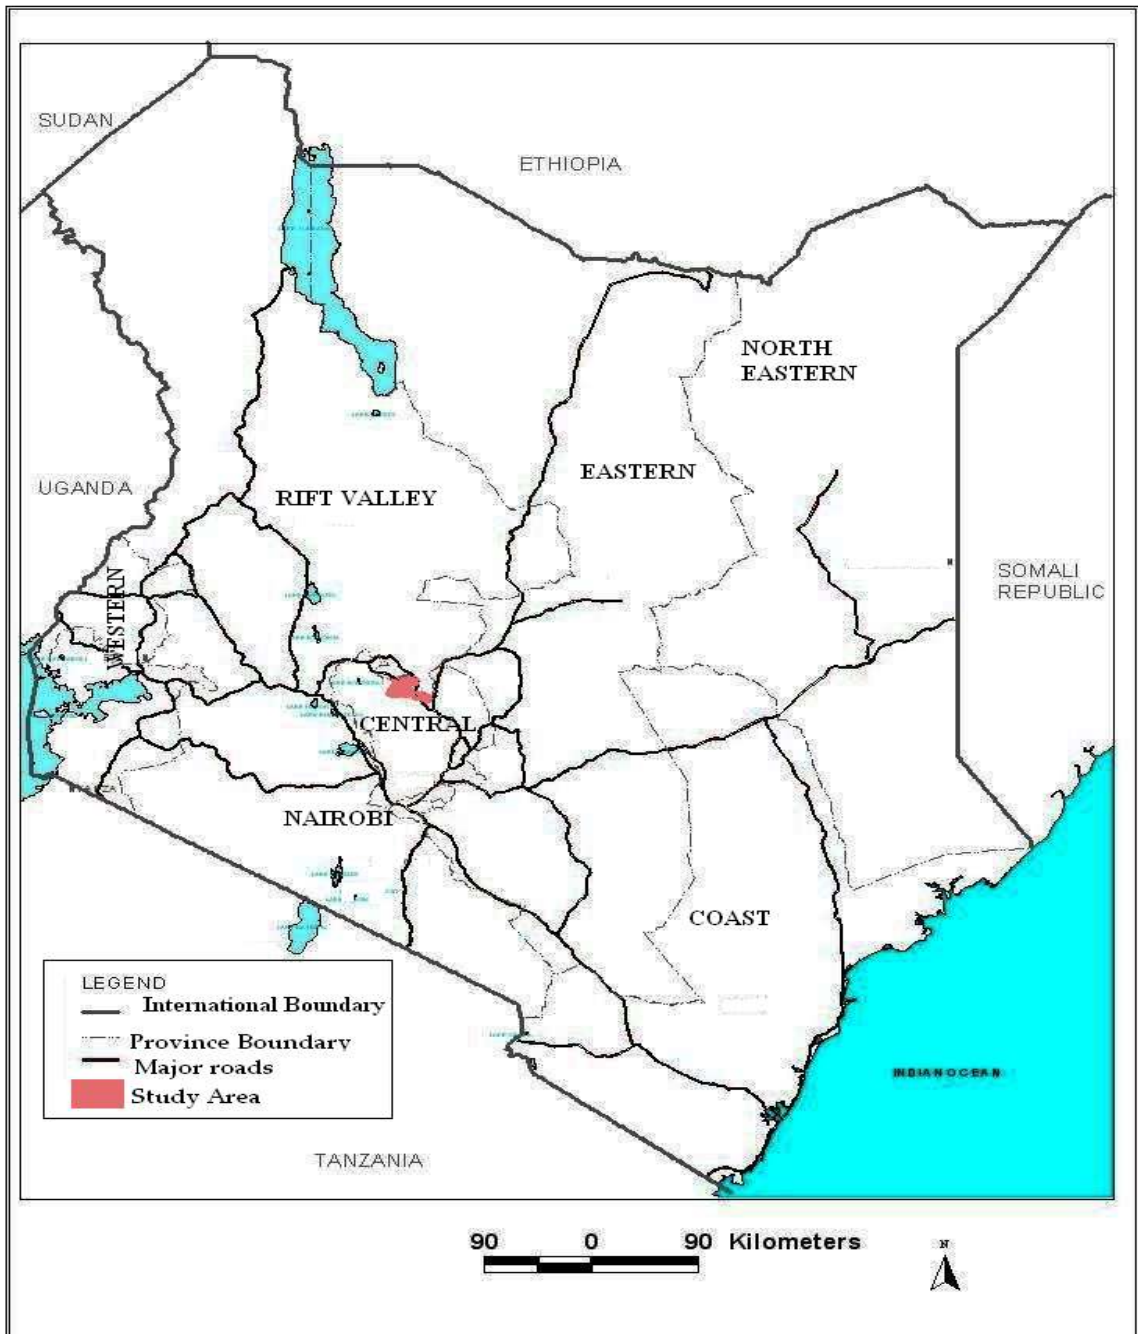 SUDAN
ETHIOPIA
NORTH
EASTERN
EASTERN
UGANDA
RIFT VALLEY
SOMALI
REPUBLIC
WESTERN
CENTRAL
NAIROBI
COAST
LEGEND
International Boundary
Province Boundary
Major roads
Study Area
INDIAN OCEAN
TANZANIA
90 0 90 Kilometers
N